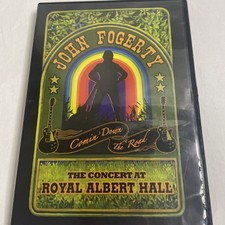 JOHN FOGERTY
Comin' Down
The Road
THE CONCERT AT
ROYAL ALBERT HALL